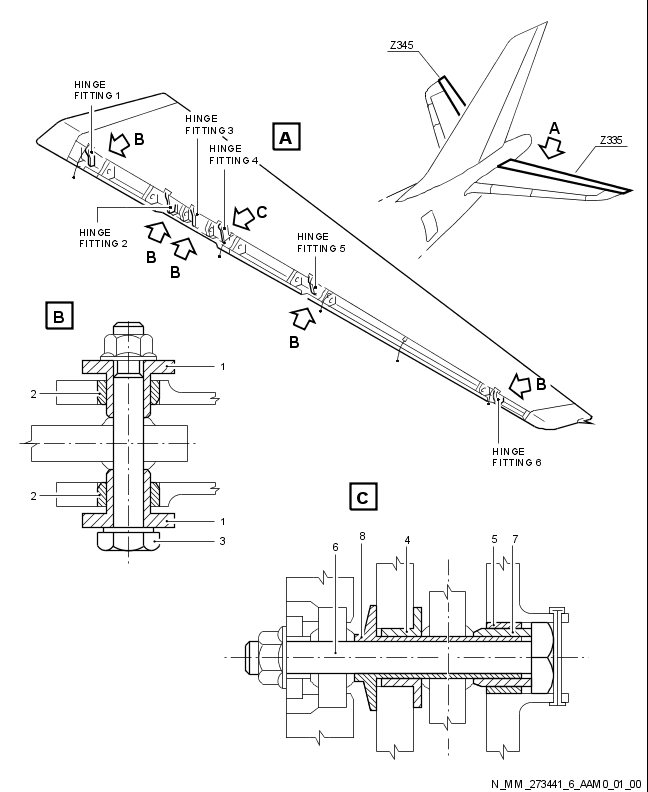 Z345
HINGE
FITTING 1
B
HINGE
FITTING 3
A
A
HINGE
FITTING 4
Z335
C
HINGE
FITTING 2
HINGE
FITTING 5
B
B
B
B
B
1
2
HINGE
FITTING 6
2
C
1
3
6
8
4
5
7
N_MM_273441_6_AAM0_01_00